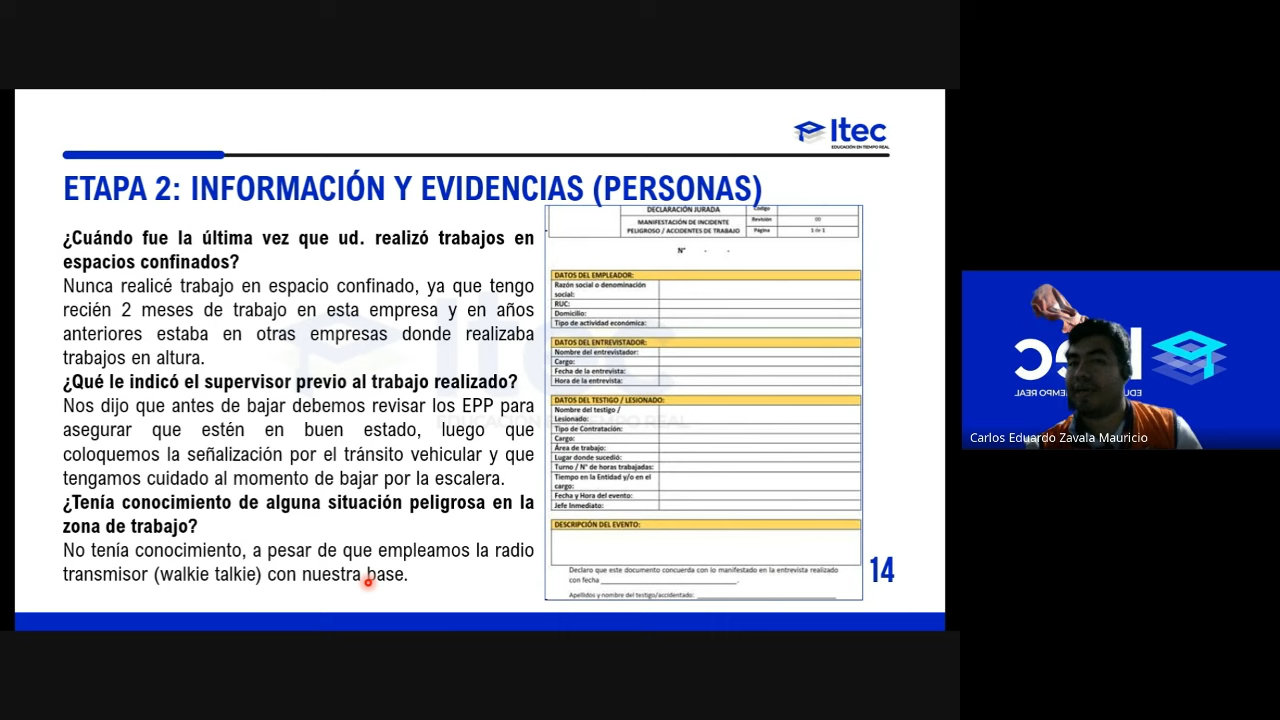 Itec
EDUCACIÓN EN TIEMPO REAL
ETAPA 2: INFORMACIÓN Y EVIDENCIAS (PERSONAS)
¿Cuándo fue la última vez que ud. realizó trabajos en
espacios confinados?
Nunca realicé trabajo en espacio confinado, ya que tengo
recién 2 meses de trabajo en esta empresa y en años
anteriores estaba en otras empresas donde realizaba
trabajos en altura.
¿Qué le indicó el supervisor previo al trabajo realizado?
Nos dijo que antes de bajar debemos revisar los EPP para
asegurar que estén en buen estado, luego que
coloquemos la señalización por el tránsito vehicular y que
tengamos cuidado al momento de bajar por la escalera.
¿Tenía conocimiento de alguna situación peligrosa en la
zona de trabajo?
No tenía conocimiento, a pesar de que empleamos la radio
transmisor (walkie talkie) con nuestra base.
DECLARACIÓN JURADA
Código
MANIFESTACIÓN DE INCIDENTE
PELIGROSO / ACCIDENTES DE TRABAJO
Revisión 00
Página 1 de 1
N° - -
DATOS DEL EMPLEADOR:
Razón social o denominación
social:
RUC:
Domicilio:
Tipo de actividad económica:
DATOS DEL ENTREVISTADOR:
Nombre del entrevistador:
Cargo:
Fecha de la entrevista:
Hora de la entrevista:
DATOS DEL TESTIGO / LESIONADO:
Nombre del testigo /
Lesionado:
Tipo de Contratación:
Cargo:
Área de trabajo:
Lugar donde sucedió:
Turno / N° de horas trabajadas:
Tiempo en la Entidad y/o en el
cargo:
Fecha y Hora del evento:
Jefe Inmediato:
DESCRIPCIÓN DEL EVENTO:
Declaro que este documento concuerda con lo manifestado en la entrevista realizado
con fecha ____________.
Apellidos y nombre del testigo/accidentado: ____________
14
Carlos Eduardo Zavala Mauricio